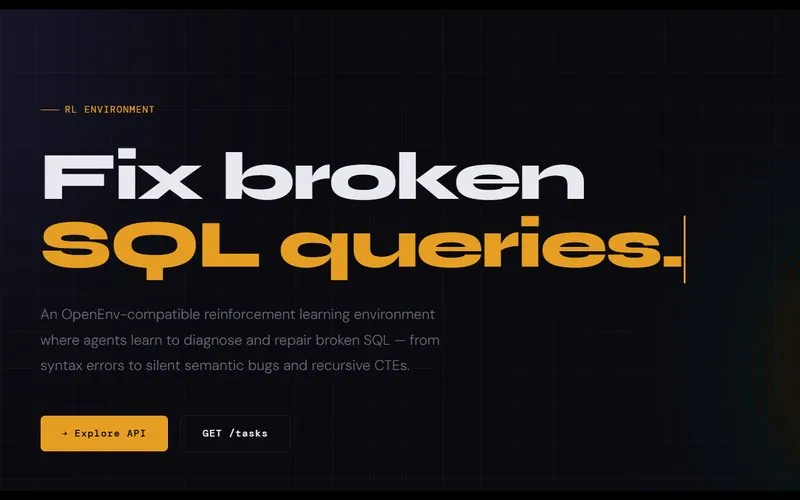 RL ENVIRONMENT
Fix broken
SQL queries.
An OpenEnv-compatible reinforcement learning environment
where agents learn to diagnose and repair broken SQL — from
syntax errors to silent semantic bugs and recursive CTEs.
→ Explore API
GET /tasks